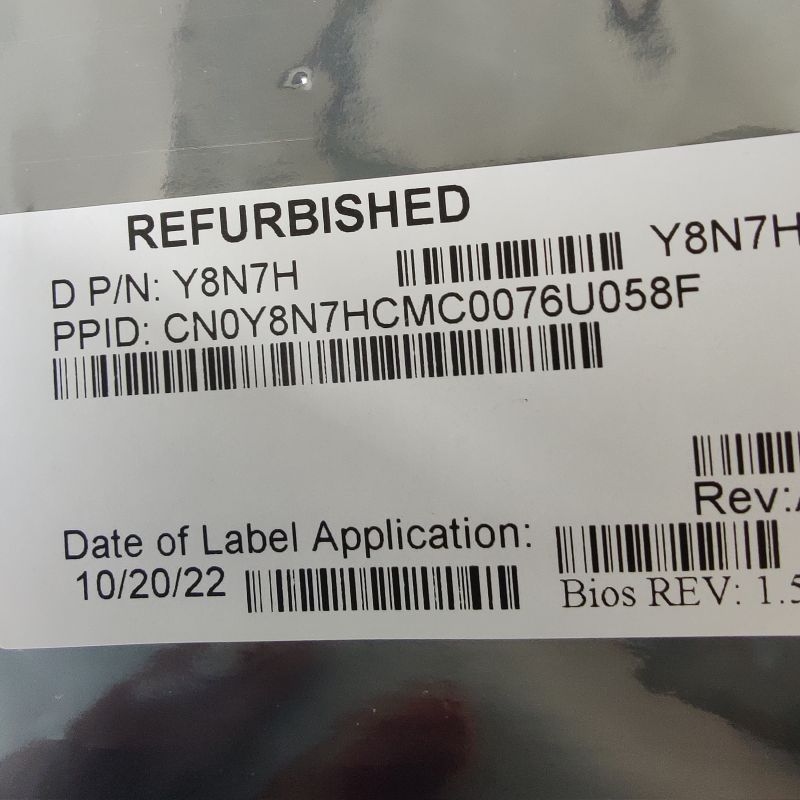 REFURBISHED
D P/N: Y8N7H
Y8N7H
PPID: CN0Y8N7HCMC0076U058F
Rev:
Date of Label Application:
10/20/22
Bios REV: 1.5